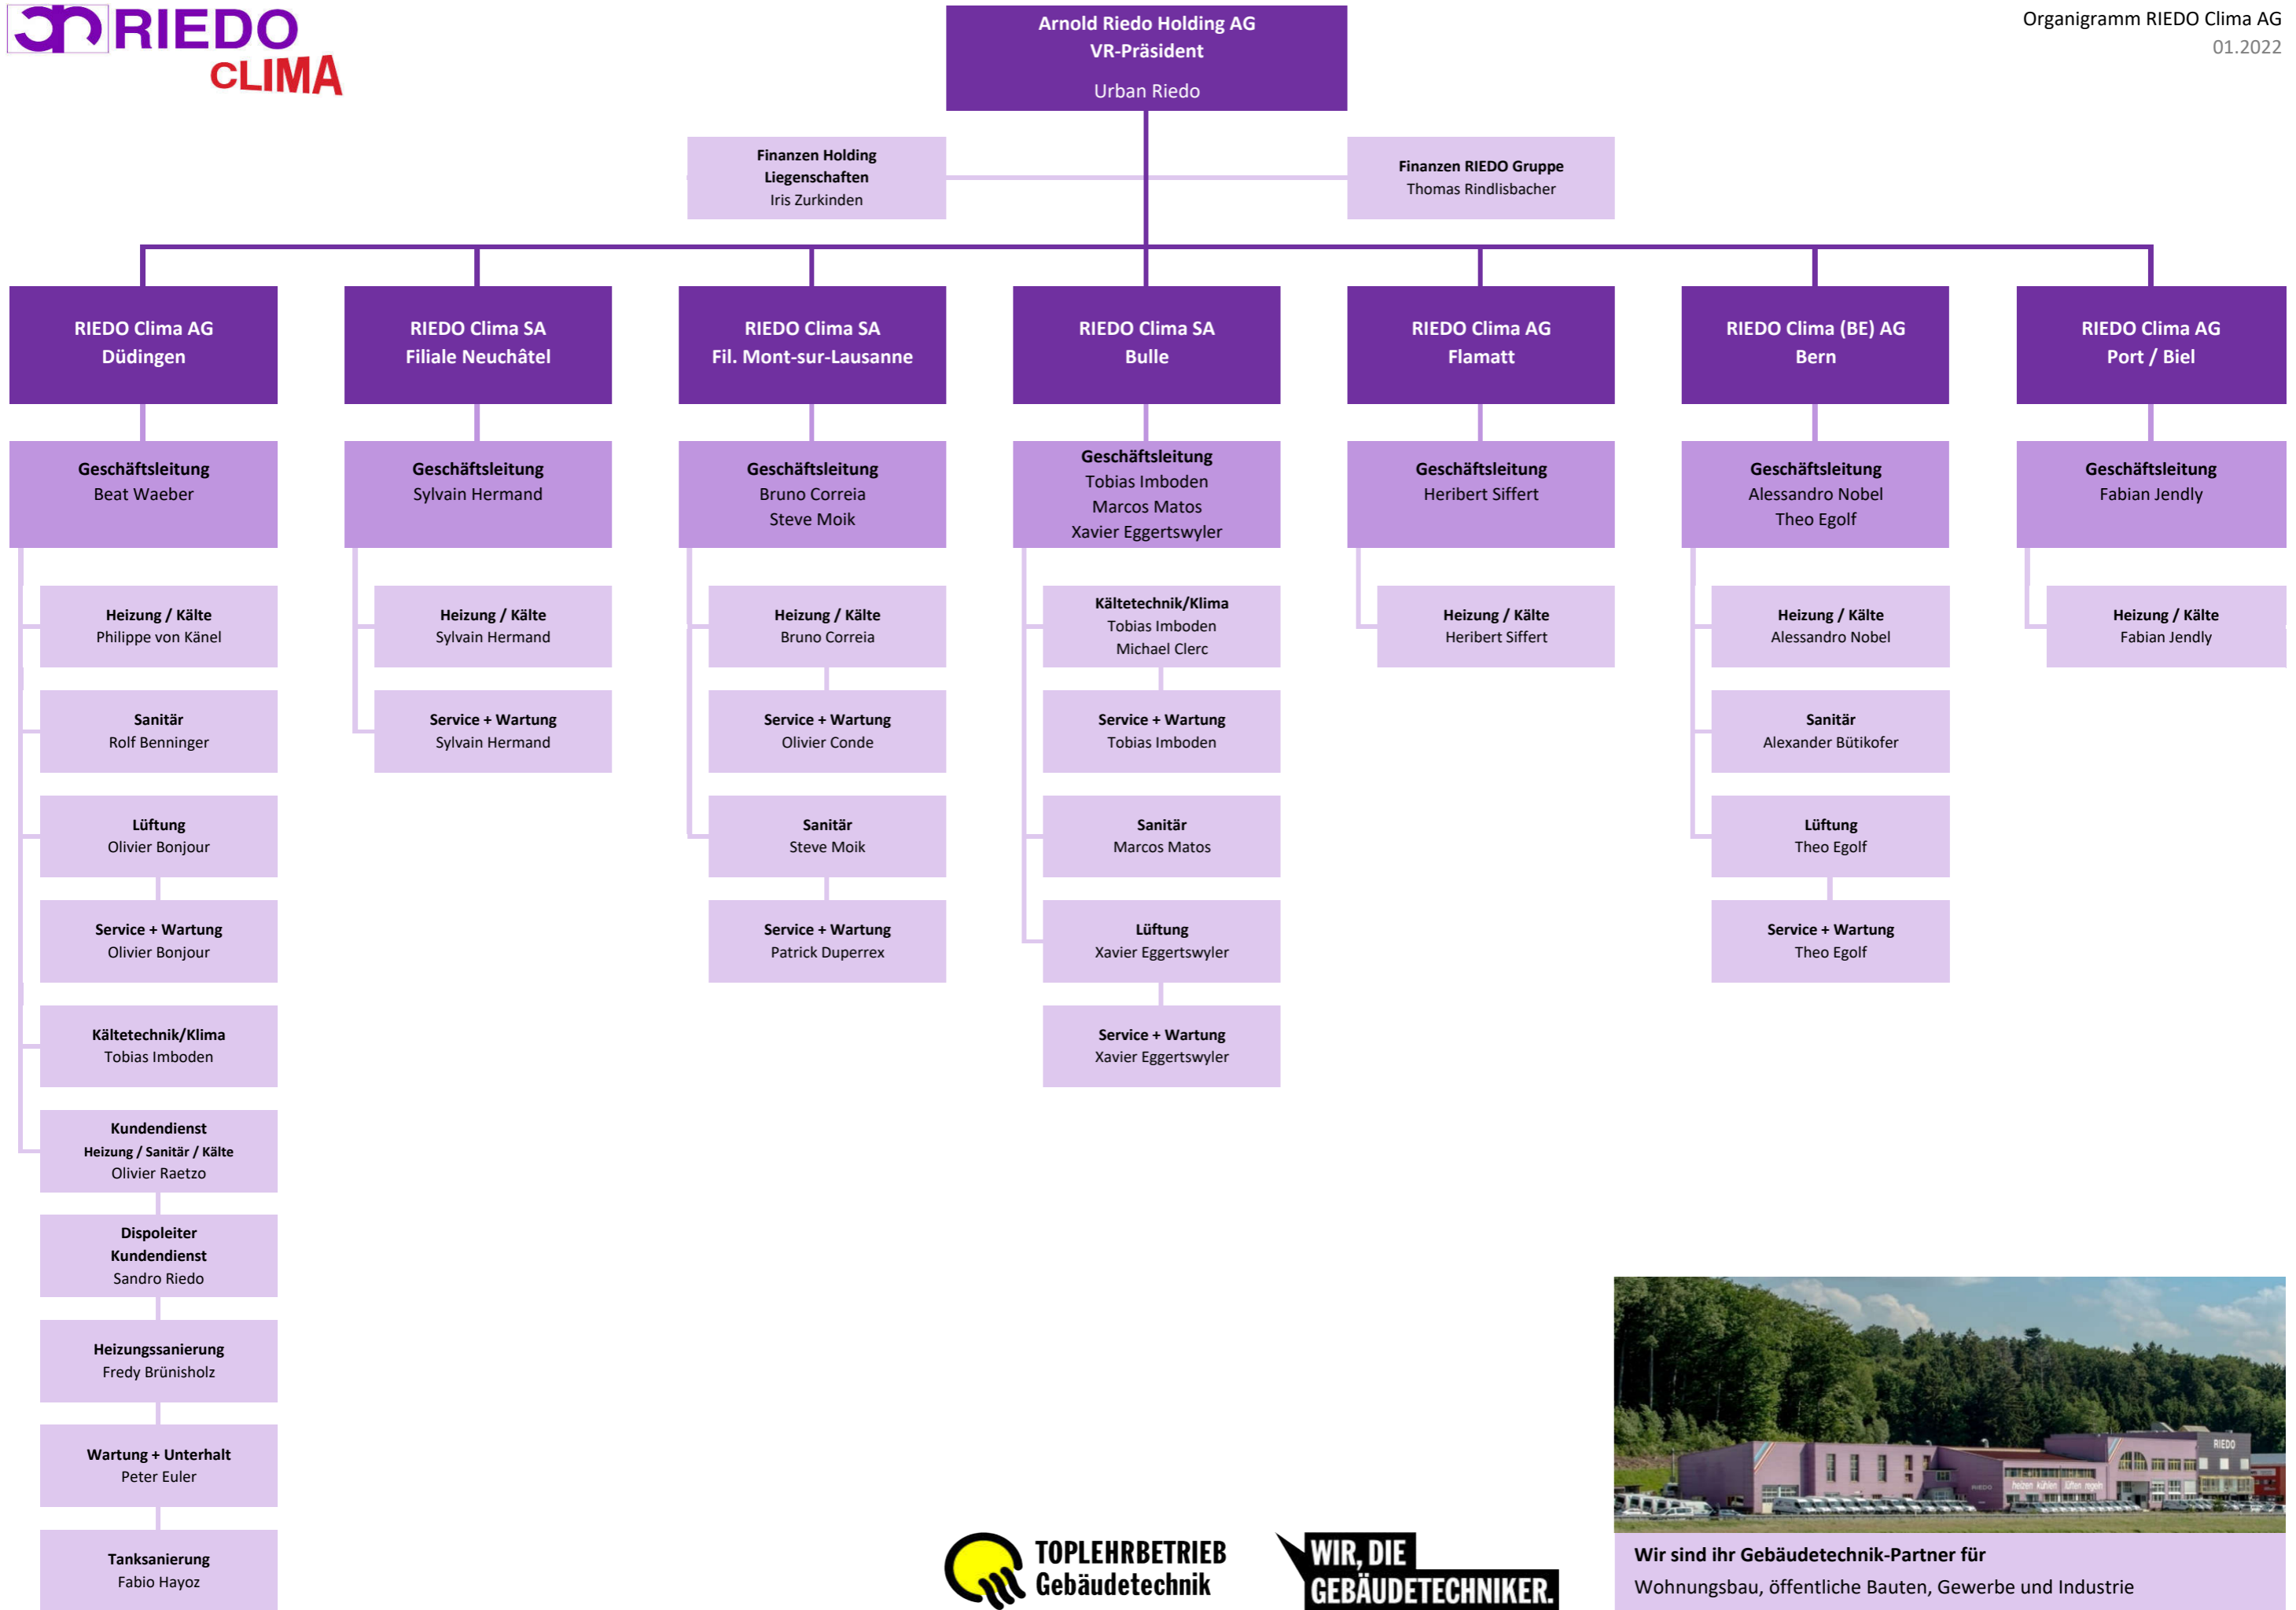 RIEDO
CLIMA
Arnold Riedo Holding AG
VR-Präsident
Urban Riedo
Organigramm RIEDO Clima AG
01.2022
Finanzen Holding
Liegenschaften
Iris Zurkinden
Finanzen RIEDO Gruppe
Thomas Rindlisbacher
RIEDO Clima AG
Düdingen
Geschäftsleitung
Beat Waeber
Heizung / Kälte
Philippe von Känel
Sanitär
Rolf Benninger
Lüftung
Olivier Bonjour
Service + Wartung
Olivier Bonjour
Kältetechnik/Klima
Tobias Imboden
Kundendienst
Heizung / Sanitär / Kälte
Olivier Raetzo
Dispoleiter
Kundendienst
Sandro Riedo
Heizungssanierung
Fredy Brünisholz
Wartung + Unterhalt
Peter Euler
Tanksanierung
Fabio Hayoz
RIEDO Clima SA
Filiale Neuchâtel
Geschäftsleitung
Sylvain Hermand
Heizung / Kälte
Sylvain Hermand
Service + Wartung
Sylvain Hermand
RIEDO Clima SA
Fil. Mont-sur-Lausanne
Geschäftsleitung
Bruno Correia
Steve Moik
Heizung / Kälte
Bruno Correia
Service + Wartung
Olivier Conde
Sanitär
Steve Moik
Service + Wartung
Patrick Duperrex
RIEDO Clima SA
Bulle
Geschäftsleitung
Tobias Imboden
Marcos Matos
Xavier Eggertswyler
Kältetechnik/Klima
Tobias Imboden
Michael Clerc
Service + Wartung
Tobias Imboden
Sanitär
Marcos Matos
Lüftung
Xavier Eggertswyler
Service + Wartung
Xavier Eggertswyler
RIEDO Clima AG
Flamatt
Geschäftsleitung
Heribert Siffert
Heizung / Kälte
Heribert Siffert
RIEDO Clima (BE) AG
Bern
Geschäftsleitung
Alessandro Nobel
Theo Egolf
Heizung / Kälte
Alessandro Nobel
Sanitär
Alexander Bütikofer
Lüftung
Theo Egolf
Service + Wartung
Theo Egolf
RIEDO Clima AG
Port / Biel
Geschäftsleitung
Fabian Jendly
Heizung / Kälte
Fabian Jendly
TOPLEHRBETRIEB
Gebäudetechnik
WIR, DIE
GEBÄUDETECHNIKER.
RIEDO
RIEDO
heizen kühlen lüften regeln
Wir sind ihr Gebäudetechnik-Partner für
Wohnungsbau, öffentliche Bauten, Gewerbe und Industrie